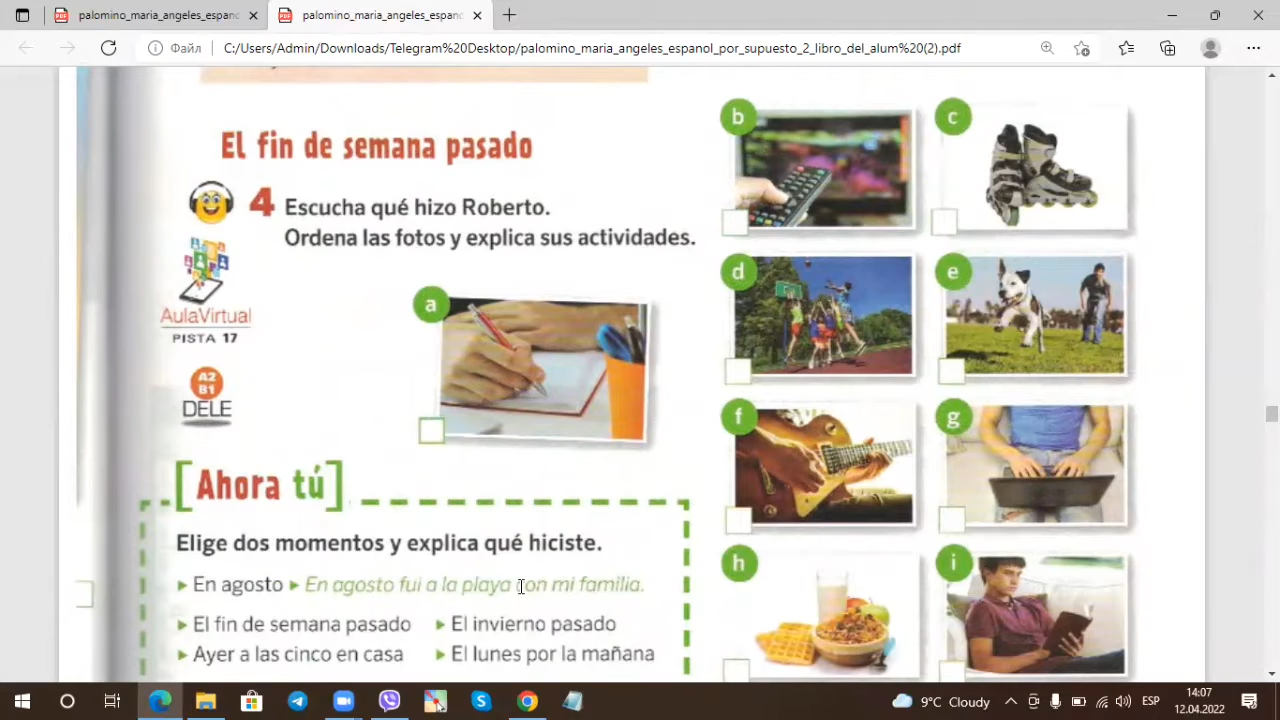 palomino_maria_angeles_espanc
palomino_maria_angeles_espanc
Файл
C:/Users/Admin/Downloads/Telegram%20Desktop/palomino_maria_angeles_espanol_por_supuesto_2_libro_del_alum%20(2).pdf
El fin de semana pasado
4 Escucha qué hizo Roberto.
Ordena las fotos y explica sus actividades.
AulaVirtual
PISTA 17
A2
B1
DELE
a
b
c
d
e
f
g
h
i
[Ahora tú]
Elige dos momentos y explica qué hiciste.
En agosto ▸ En agosto fui a la playa con mi familia.
El fin de semana pasado
El invierno pasado
Ayer a las cinco en casa
El lunes por la mañana
9°C Cloudy
ESP
14:07
12.04.2022